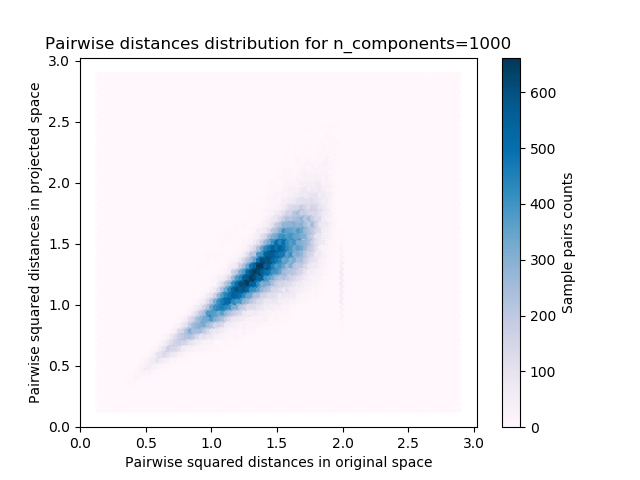 Pairwise distances distribution for n_components=1000
Pairwise squared distances in projected space
3.0
2.5
2.0
1.5
1.0
0.5
0.0
0.0 0.5 1.0 1.5 2.0 2.5 3.0
Pairwise squared distances in original space
600
500
400
300
200
100
0
Sample pairs counts